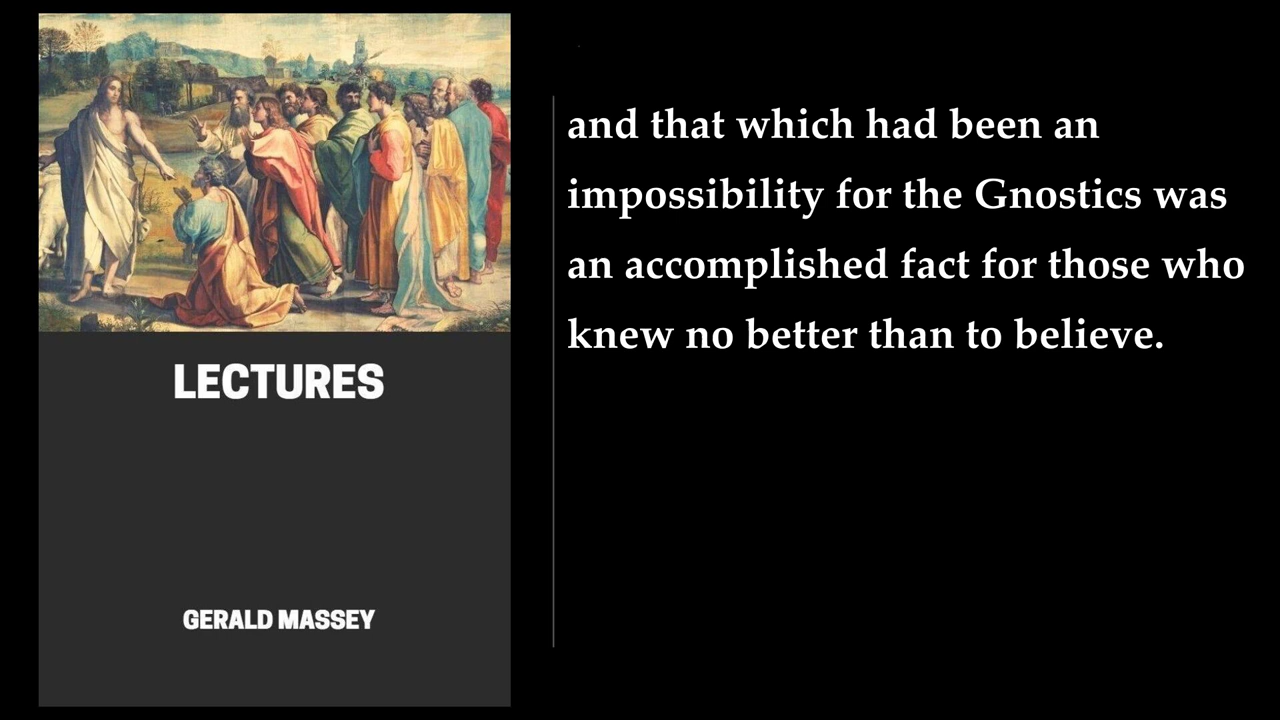 LECTURES
GERALD MASSEY
and that which had been an
impossibility for the Gnostics was
an accomplished fact for those who
knew no better than to believe.